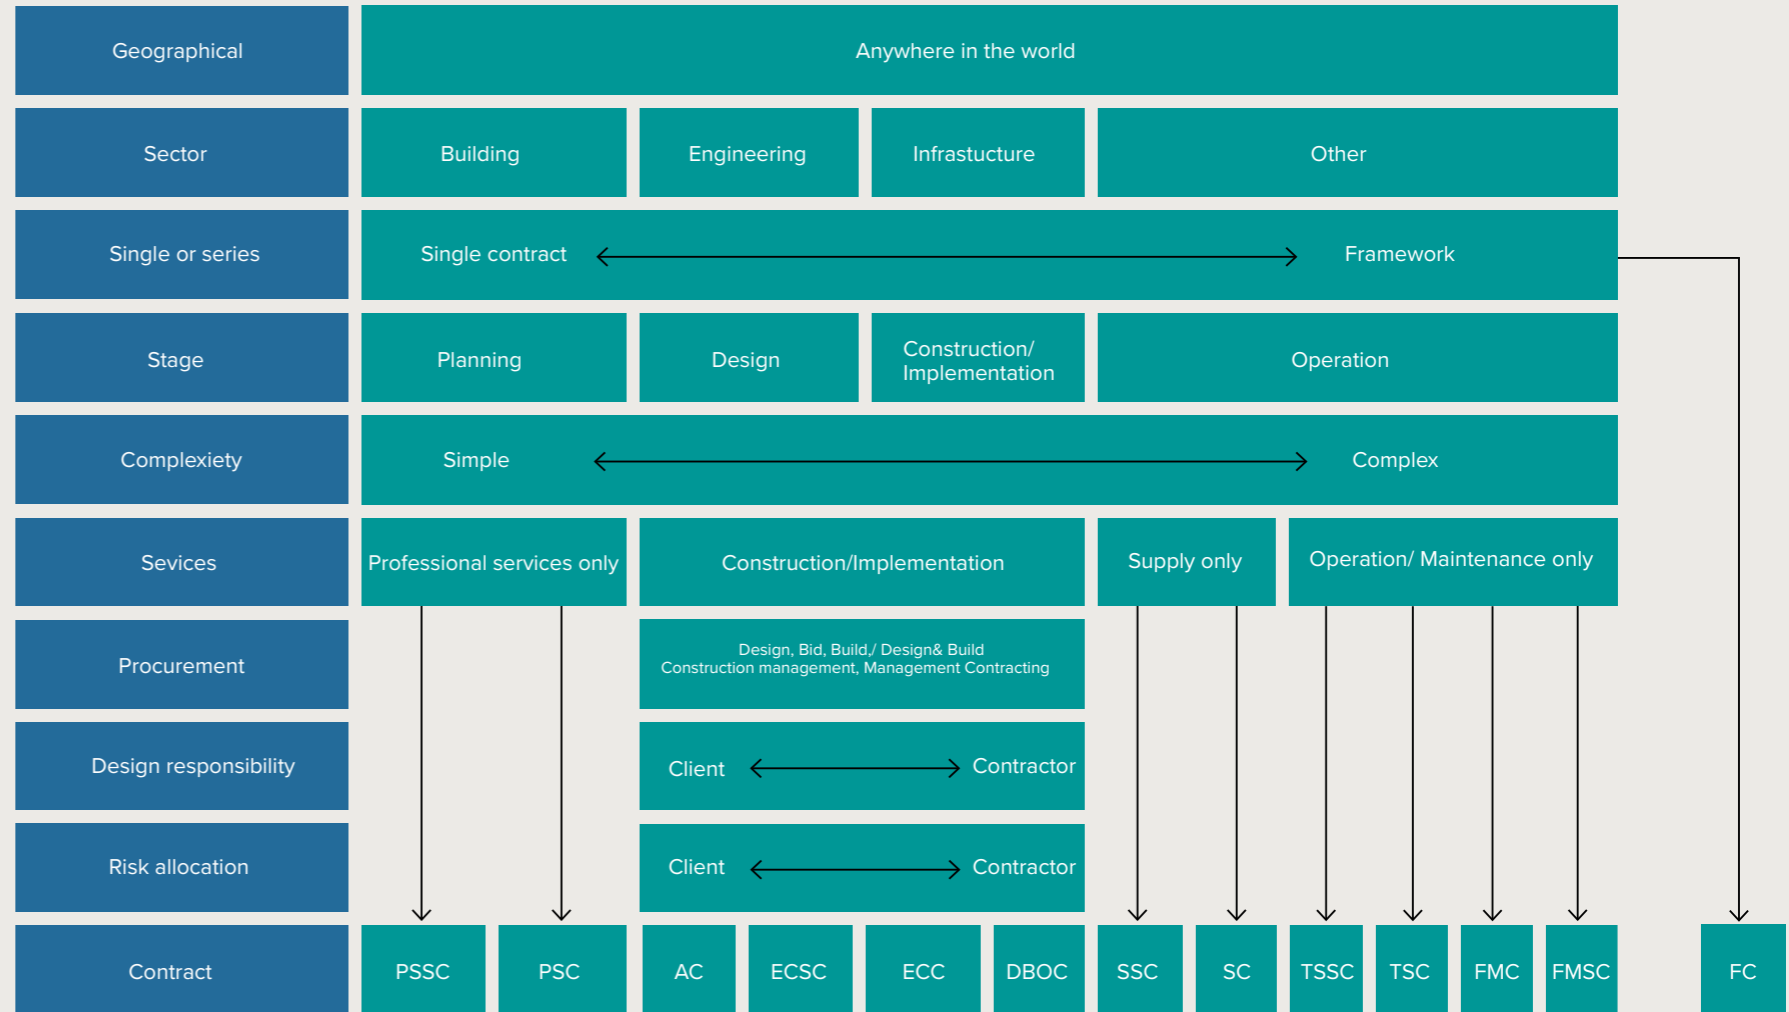 Geographical
Anywhere in the world
Sector
Building
Engineering
Infrastucture
Other
Single or series
Single contract
Framework
Stage
Planning
Design
Construction/
Implementation
Operation
Complexiety
Simple
Complex
Sevices
Professional services only
Construction/Implementation
Supply only
Operation/ Maintenance only
Procurement
Design, Bid, Build,/ Design& Build
Construction management, Management Contracting
Design responsibility
Client
Contractor
Risk allocation
Client
Contractor
Contract
PSSC
PSC
AC
ECSC
ECC
DBOC
SSC
SC
TSSC
TSC
FMC
FMSC
FC